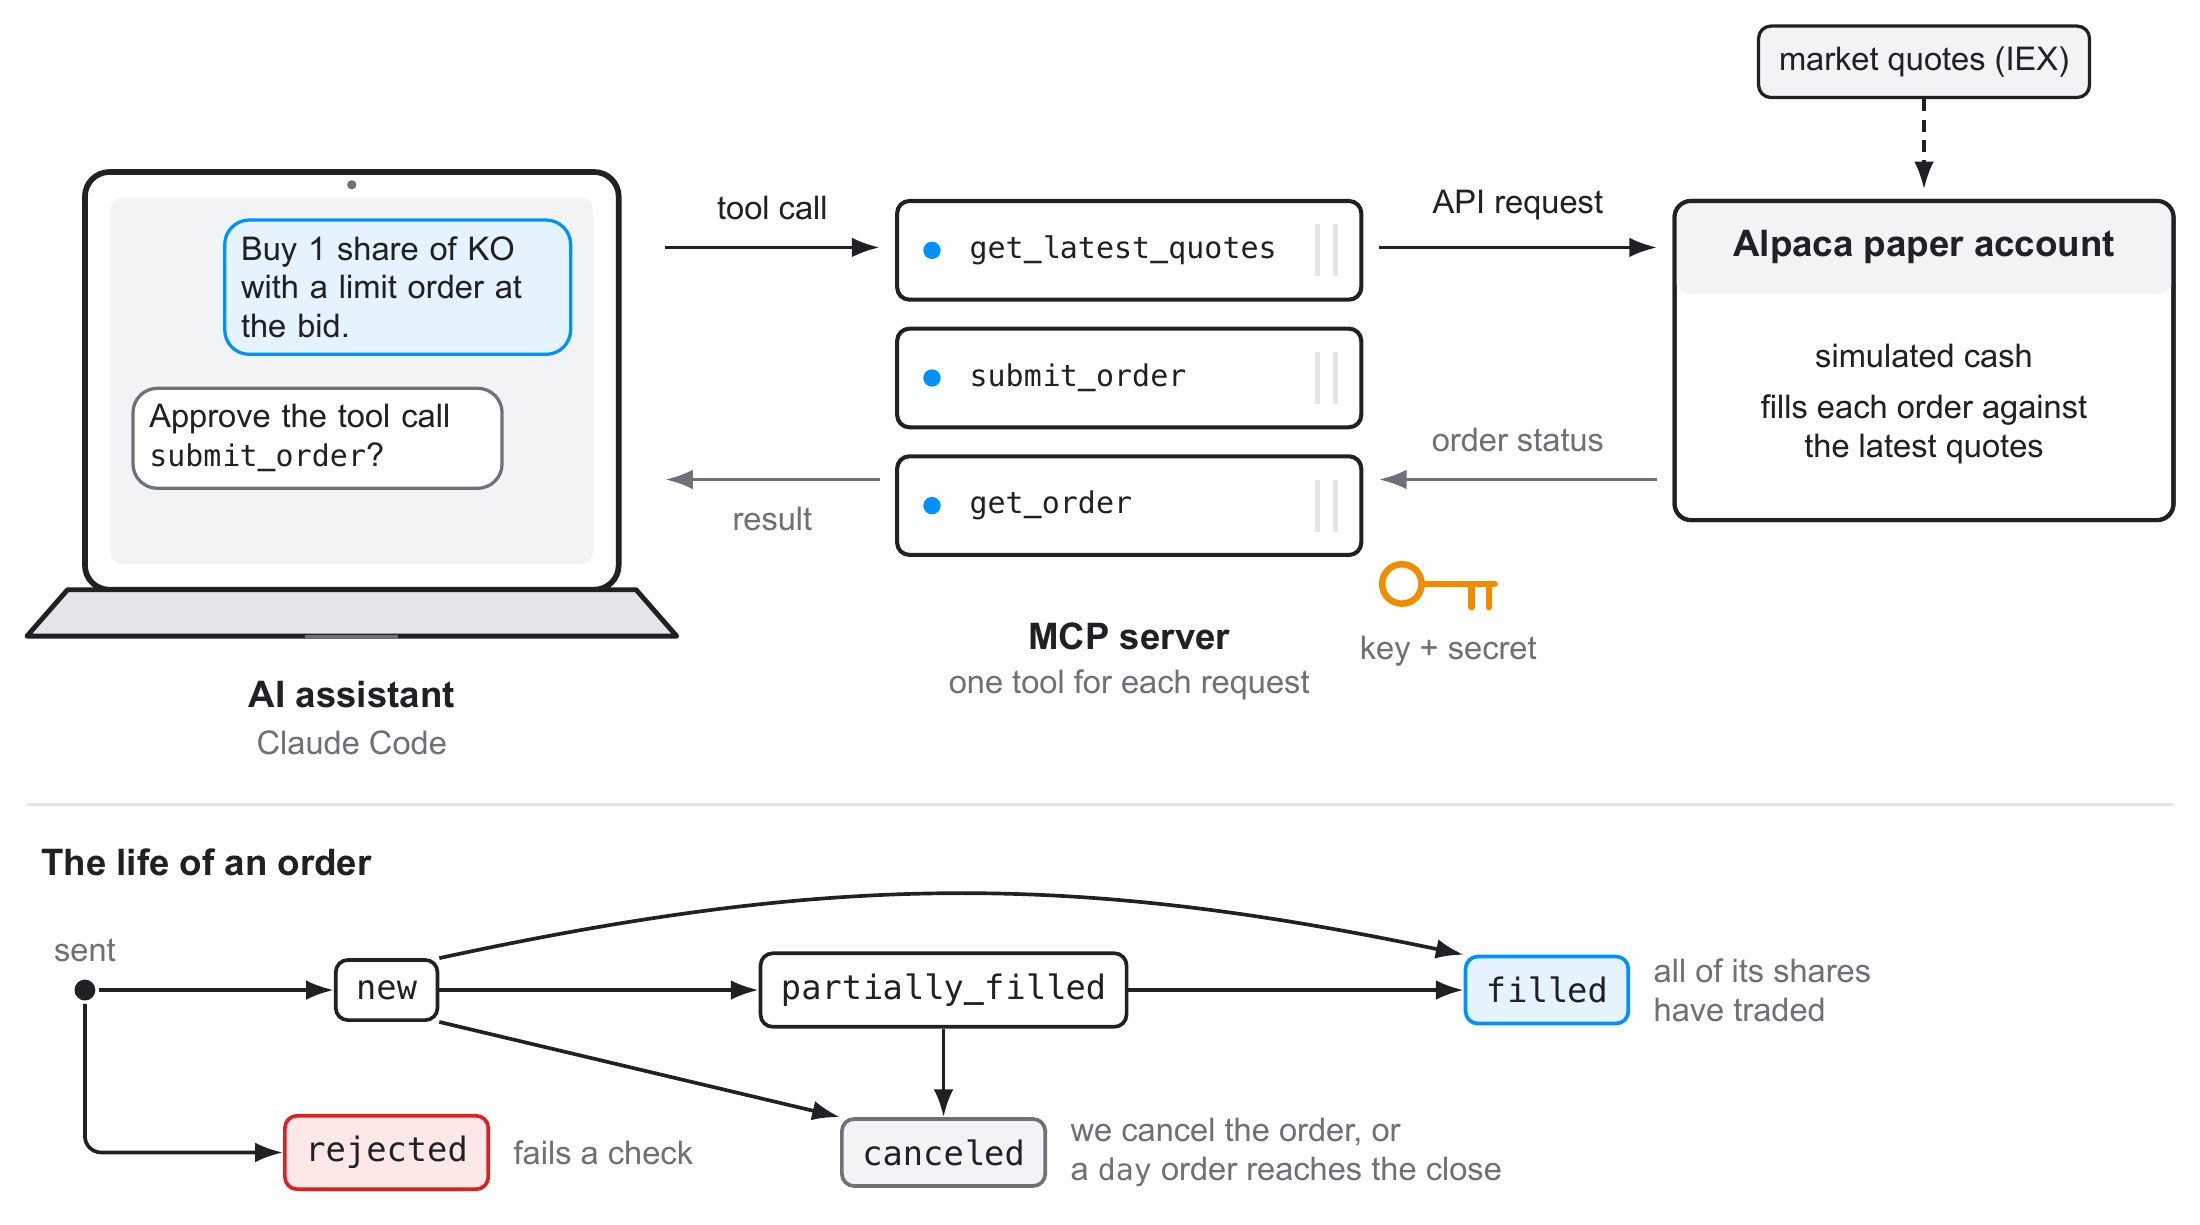 market quotes (IEX)
Buy 1 share of KO
with a limit order at
the bid.
Approve the tool call
submit_order?
AI assistant
Claude Code
tool call
result
get_latest_quotes
submit_order
get_order
MCP server
one tool for each request
API request
order status
key + secret
Alpaca paper account
simulated cash
fills each order against
the latest quotes
The life of an order
sent
new
partially_filled
filled
all of its shares
have traded
rejected
fails a check
canceled
we cancel the order, or
a day order reaches the close